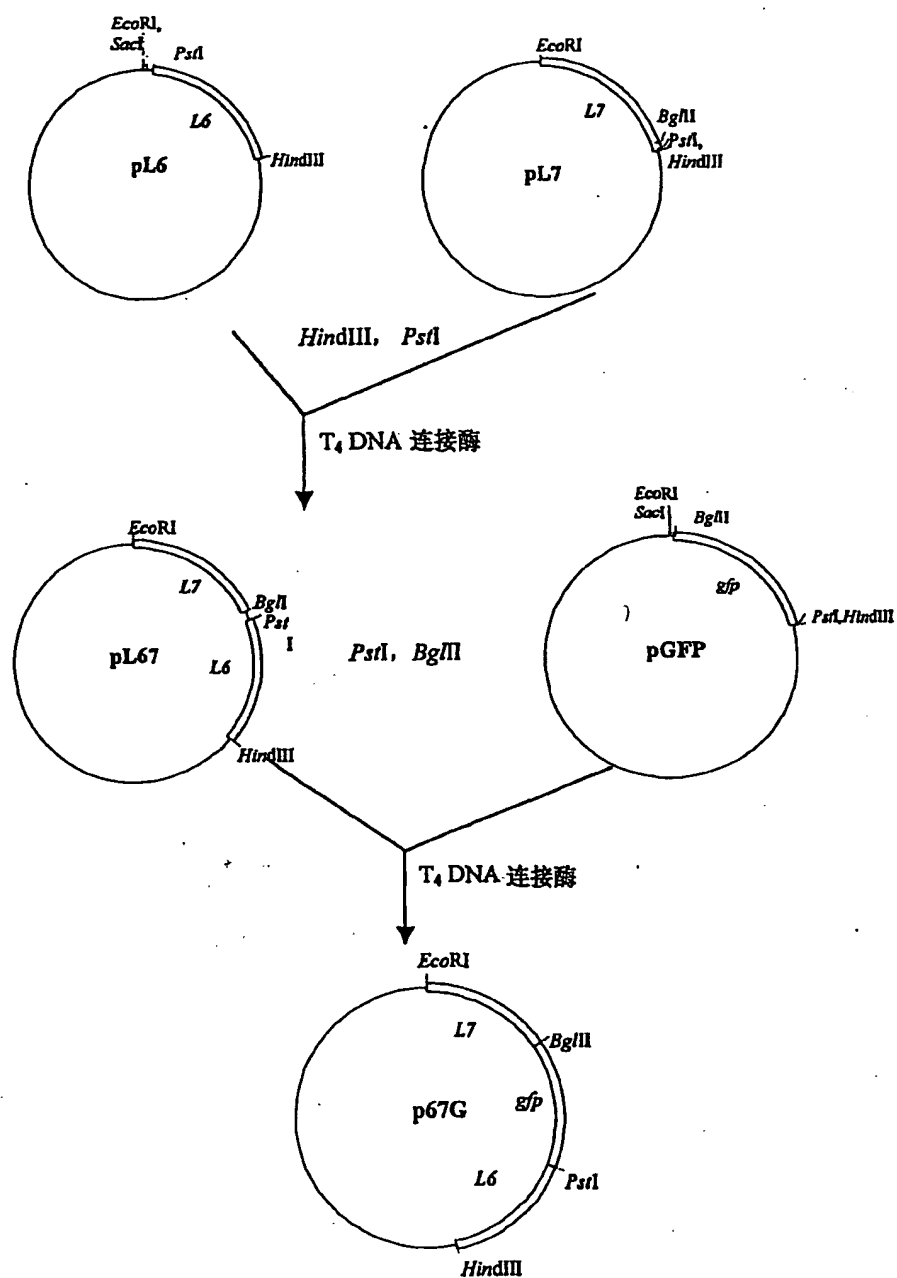 EcoRI,
SacI
PstI
L6
HindIII
pL6
EcoRI
L7
BglII
PstI,
HindIII
pL7
HindIII, PstI
T4 DNA 连接酶
EcoRI
L7
BglI
Pst
I
L6
pL67
HindIII
PstI, BglII
EcoRI
SacI
BglII
gfp
PstI,HindIII
pGFP
T4 DNA 连接酶
EcoRI
L7
BglII
p67G
gfp
L6
PstI
HindIII